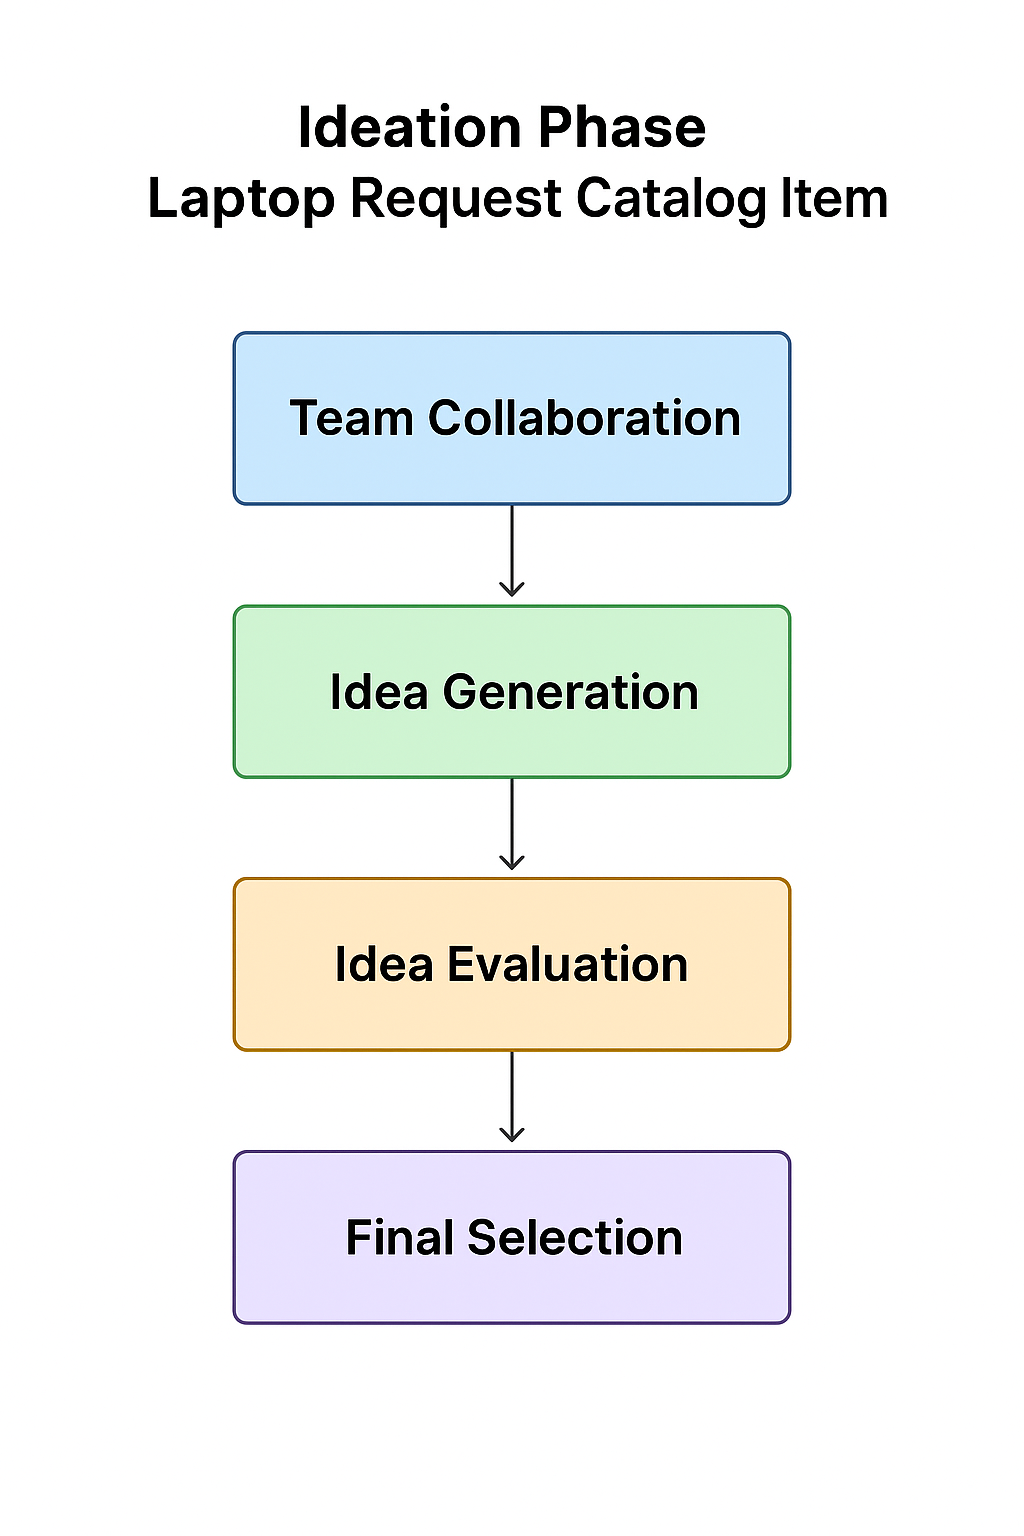 Ideation Phase
Laptop Request Catalog Item
Team Collaboration
Idea Generation
Idea Evaluation
Final Selection